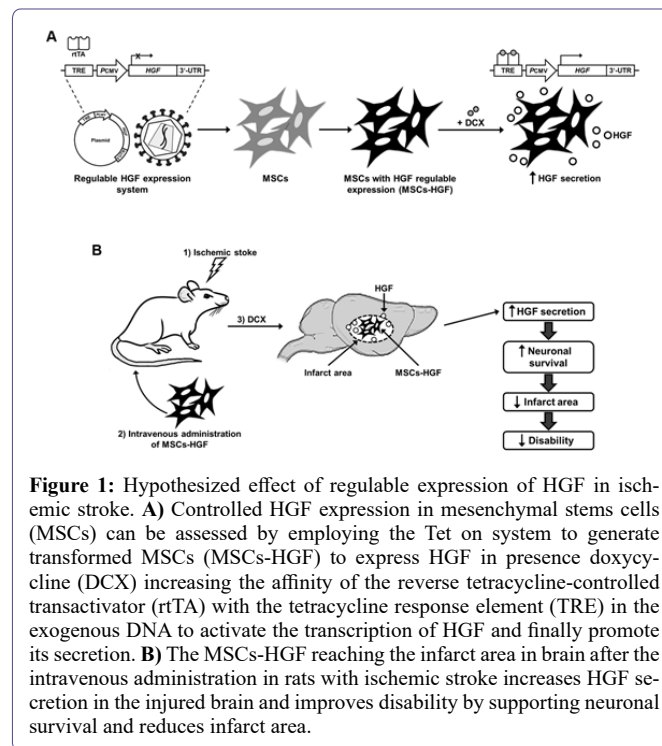 A
rtTA
TRE PCMV HGF 3'-UTR
TRE PCMV HGF 3'-UTR
Plasmid
+ DCX
HGF
Regulable HGF expression
system
MSCs
MSCs with HGF regulable
expression (MSCs-HGF)
↑ HGF secretion
B
1) Ischemic stoke
3) DCX
2) Intravenous administration
of MSCs-HGF
HGF
Infarct area
MSCs-HGF
↑ HGF secretion
↑ Neuronal
survival
↓ Infarct area
↓ Disability
Figure 1: Hypothesized effect of regulable expression of HGF in isch-
emic stroke. A) Controlled HGF expression in mesenchymal stems cells
(MSCs) can be assessed by employing the Tet on system to generate
transformed MSCs (MSCs-HGF) to express HGF in presence doxycy-
cline (DCX) increasing the affinity of the reverse tetracycline-controlled
transactivator (rtTA) with the tetracycline response element (TRE) in the
exogenous DNA to activate the transcription of HGF and finally promote
its secretion. B) The MSCs-HGF reaching the infarct area in brain after the
intravenous administration in rats with ischemic stroke increases HGF se-
cretion in the injured brain and improves disability by supporting neuronal
survival and reduces infarct area.